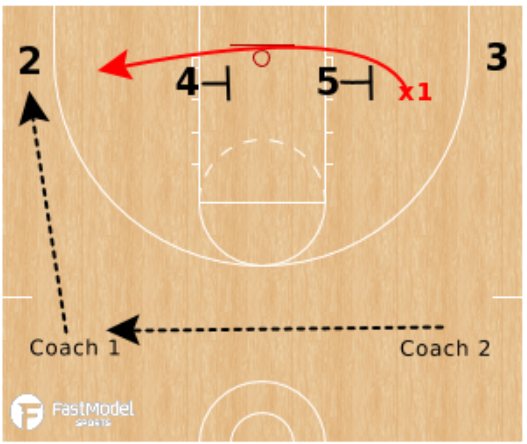 2
3
4
5
x1
Coach 1
Coach 2
FastModel
SPORTS